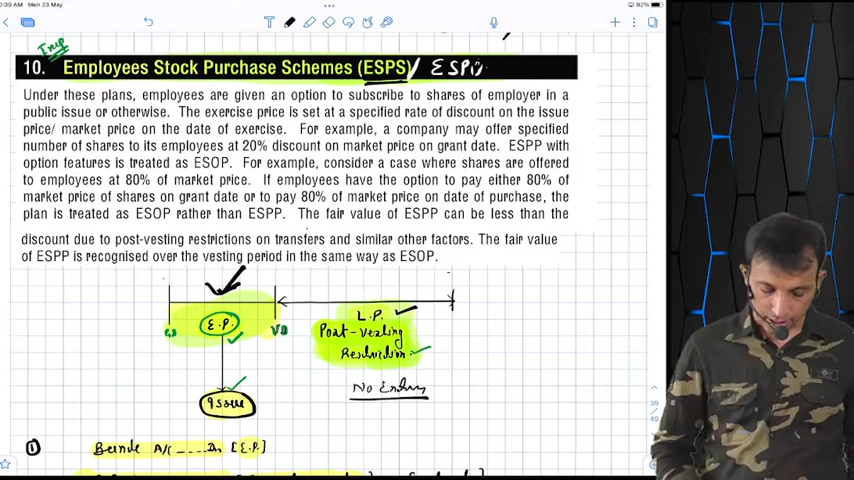 :39 AM Mon 23 May
82%
Imp
10. Employees Stock Purchase Schemes (ESPS) / ESPP
Under these plans, employees are given an option to subscribe to shares of employer in a
public issue or otherwise. The exercise price is set at a specified rate of discount on the issue
price/ market price on the date of exercise. For example, a company may offer specified
number of shares to its employees at 20% discount on market price on grant date. ESPP with
option features is treated as ESOP. For example, consider a case where shares are offered
to employees at 80% of market price. If employees have the option to pay either 80% of
market price of shares on grant date or to pay 80% of market price on date of purchase, the
plan is treated as ESOP rather than ESPP. The fair value of ESPP can be less than the
discount due to post-vesting restrictions on transfers and similar other factors. The fair value
of ESPP is recognised over the vesting period in the same way as ESOP.
GD E.P. VD L.P.
Post-vesting
Restriction
No Entry
Issue
① Bank A/C ....Dr [E.P.]
39
49